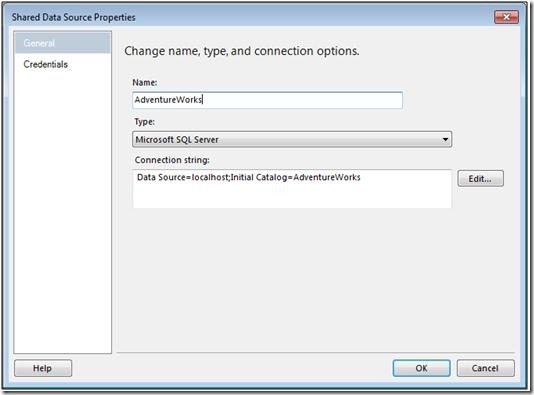 Shared Data Source Properties
General
Credentials
Change name, type, and connection options.
Name:
AdventureWorks
Type:
Microsoft SQL Server
Connection string:
Data Source=localhost;Initial Catalog=AdventureWorks
Edit...
Help
OK
Cancel